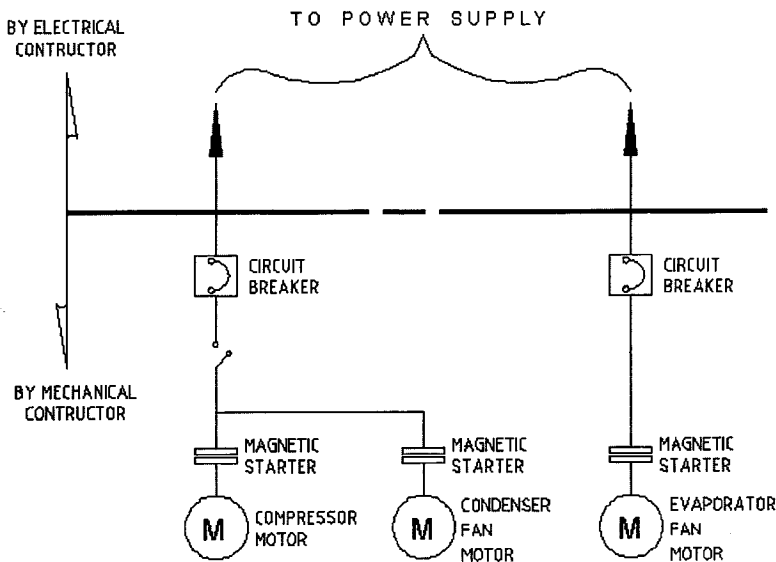 TO POWER SUPPLY
BY ELECTRICAL
CONTRUCTOR
CIRCUIT
BREAKER
CIRCUIT
BREAKER
BY MECHANICAL
CONTRUCTOR
MAGNETIC
STARTER
MAGNETIC
STARTER
MAGNETIC
STARTER
M
COMPRESSOR
MOTOR
M
CONDENSER
FAN
MOTOR
M
EVAPORATOR
FAN
MOTOR